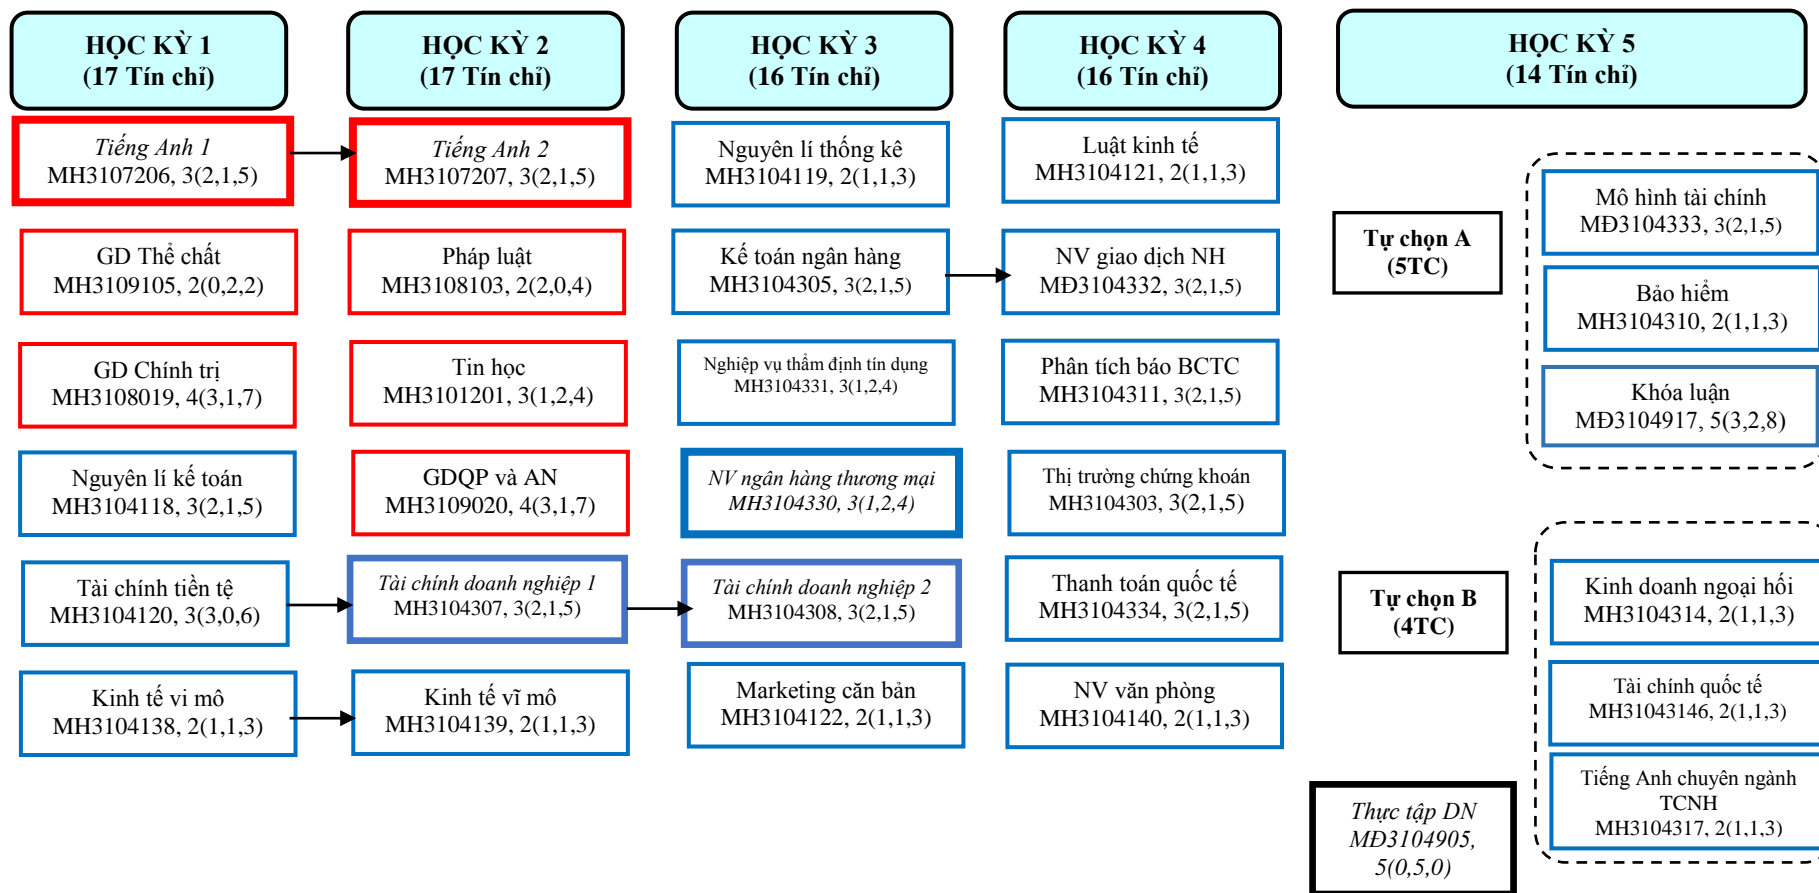 HỌC KỲ 1
(17 Tín chỉ)
Tiếng Anh 1
MH3107206, 3(2,1,5)
GD Thể chất
MH3109105, 2(0,2,2)
GD Chính trị
MH3108019, 4(3,1,7)
Nguyên lí kế toán
MH3104118, 3(2,1,5)
Tài chính tiền tệ
MH3104120, 3(3,0,6)
Kinh tế vi mô
MH3104138, 2(1,1,3)
HỌC KỲ 2
(17 Tín chỉ)
Tiếng Anh 2
MH3107207, 3(2,1,5)
Pháp luật
MH3108103, 2(2,0,4)
Tin học
MH3101201, 3(1,2,4)
GDQP và AN
MH3109020, 4(3,1,7)
Tài chính doanh nghiệp 1
MH3104307, 3(2,1,5)
Kinh tế vĩ mô
MH3104139, 2(1,1,3)
HỌC KỲ 3
(16 Tín chỉ)
Nguyên lí thống kê
MH3104119, 2(1,1,3)
Kế toán ngân hàng
MH3104305, 3(2,1,5)
Nghiệp vụ thẩm định tín dụng
MH3104331, 3(1,2,4)
NV ngân hàng thương mại
MH3104330, 3(1,2,4)
Tài chính doanh nghiệp 2
MH3104308, 3(2,1,5)
Marketing căn bản
MH3104122, 2(1,1,3)
HỌC KỲ 4
(16 Tín chỉ)
Luật kinh tế
MH3104121, 2(1,1,3)
NV giao dịch NH
MĐ3104332, 3(2,1,5)
Phân tích báo BCTC
MH3104311, 3(2,1,5)
Thị trường chứng khoán
MH3104303, 3(2,1,5)
Thanh toán quốc tế
MH3104334, 3(2,1,5)
NV văn phòng
MH3104140, 2(1,1,3)
HỌC KỲ 5
(14 Tín chỉ)
Tự chọn A
(5TC)
Mô hình tài chính
MĐ3104333, 3(2,1,5)
Bảo hiểm
MH3104310, 2(1,1,3)
Khóa luận
MĐ3104917, 5(3,2,8)
Tự chọn B
(4TC)
Kinh doanh ngoại hối
MH3104314, 2(1,1,3)
Tài chính quốc tế
MH31043146, 2(1,1,3)
Tiếng Anh chuyên ngành
TCNH
MH3104317, 2(1,1,3)
Thực tập DN
MĐ3104905,
5(0,5,0)